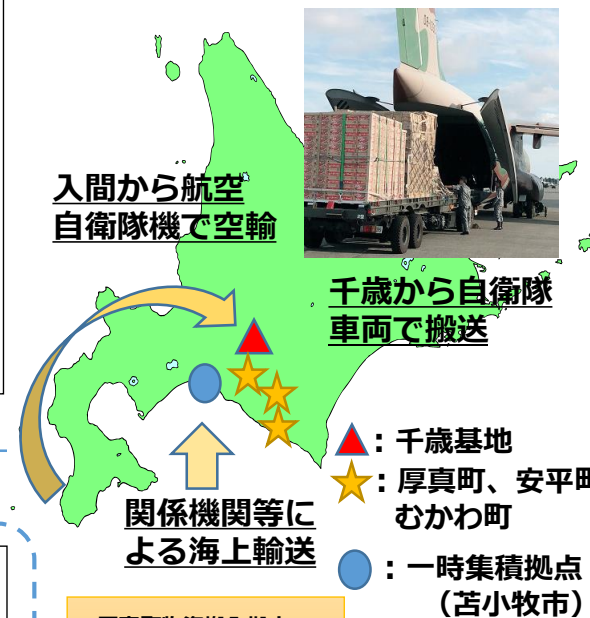 入間から航空
自衛隊機で空輸
千歳から自衛隊
車両で搬送
：千歳基地
：厚真町、安平町
むかわ町
関係機関等に
よる海上輸送
：一時集積拠点
（苫小牧市）